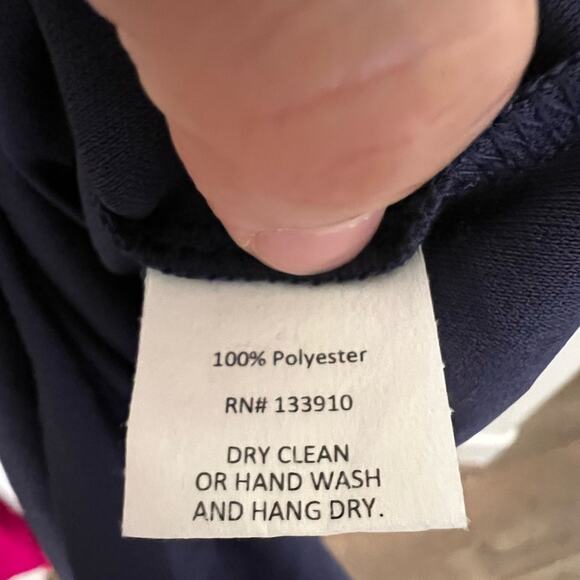 100% Polyester
RN# 133910
DRY CLEAN
OR HAND WASH
AND HANG DRY.